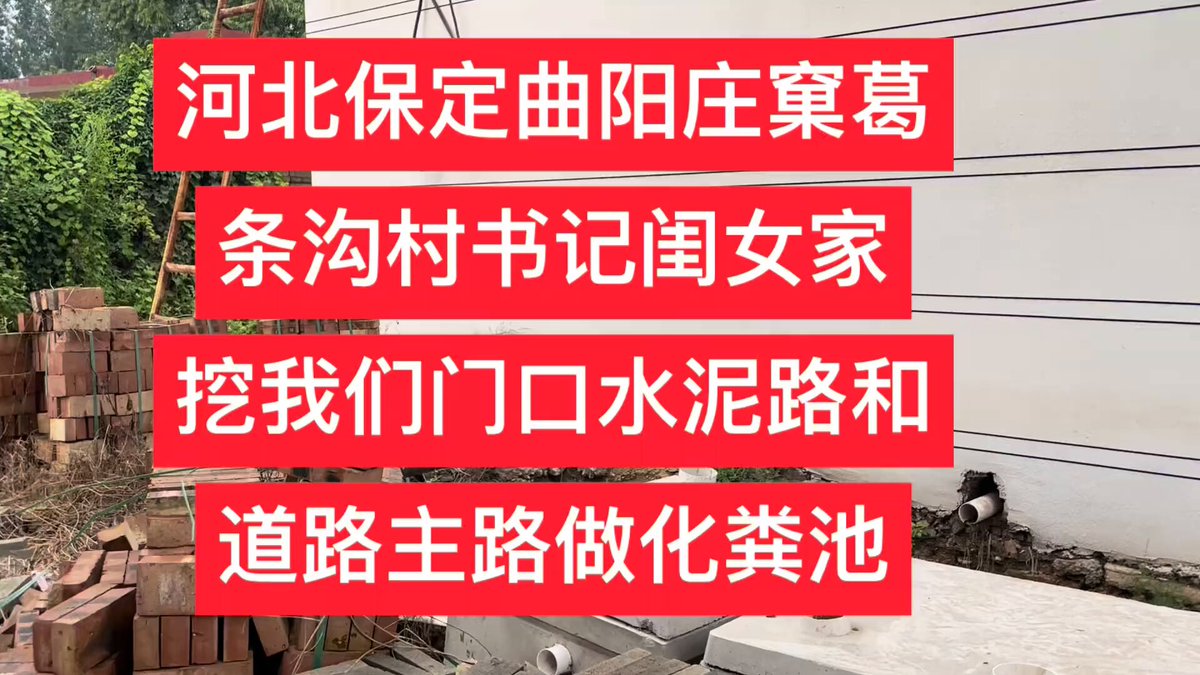 河北保定曲阳庄窠葛
条沟村书记闺女家
挖我们门口水泥路和
道路主路做化粪池